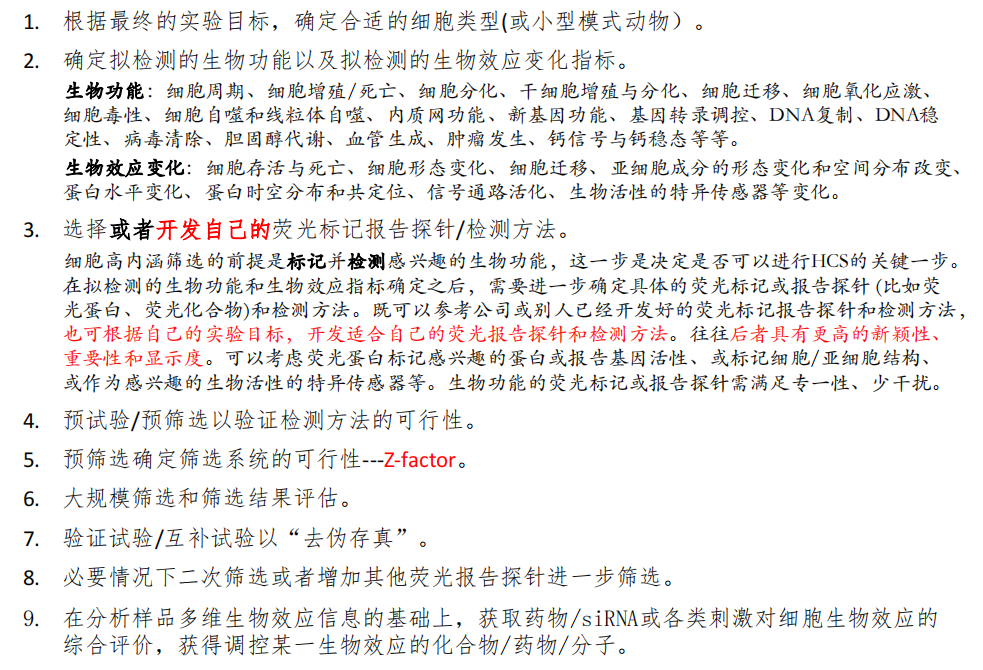 1. 根据最终的实验目标，确定合适的细胞类型(或小型模式动物）。
2. 确定拟检测的生物功能以及拟检测的生物效应变化指标。
生物功能：细胞周期、细胞增殖/死亡、细胞分化、干细胞增殖与分化、细胞迁移、细胞氧化应激、
细胞毒性、细胞自噬和线粒体自噬、内质网功能、新基因功能、基因转录调控、DNA复制、DNA稳
定性、病毒清除、胆固醇代谢、血管生成、肿瘤发生、钙信号与钙稳态等等。
生物效应变化：细胞存活与死亡、细胞形态变化、细胞迁移、亚细胞成分的形态变化和空间分布改变、
蛋白水平变化、蛋白时空分布和共定位、信号通路活化、生物活性的特异传感器等变化。
3. 选择或者开发自己的荧光标记报告探针/检测方法。
细胞高内涵筛选的前提是标记并检测感兴趣的生物功能，这一步是决定是否可以进行HCS的关键一步。
在拟检测的生物功能和生物效应指标确定之后，需要进一步确定具体的荧光标记或报告探针 (比如荧
光蛋白、荧光化合物)和检测方法。既可以参考公司或别人已经开发好的荧光标记报告探针和检测方法，
也可根据自己的实验目标，开发适合自己的荧光报告探针和检测方法。往往后者具有更高的新颖性、
重要性和显示度。可以考虑荧光蛋白标记感兴趣的蛋白或报告基因活性、或标记细胞/亚细胞结构、
或作为感兴趣的生物活性的特异传感器等。生物功能的荧光标记或报告探针需满足专一性、少干扰。
4. 预试验/预筛选以验证检测方法的可行性。
5. 预筛选确定筛选系统的可行性---Z-factor。
6. 大规模筛选和筛选结果评估。
7. 验证试验/互补试验以“去伪存真”。
8. 必要情况下二次筛选或者增加其他荧光报告探针进一步筛选。
9. 在分析样品多维生物效应信息的基础上，获取药物/siRNA或各类刺激对细胞生物效应的
综合评价，获得调控某一生物效应的化合物/药物/分子。